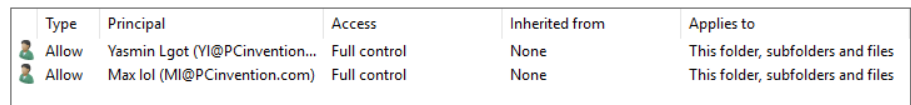 Type Principal Access Inherited from Applies to
Allow Yasmin Lgot (YI@PCinvention... Full control None This folder, subfolders and files
Allow Max lol (MI@PCinvention.com) Full control None This folder, subfolders and files